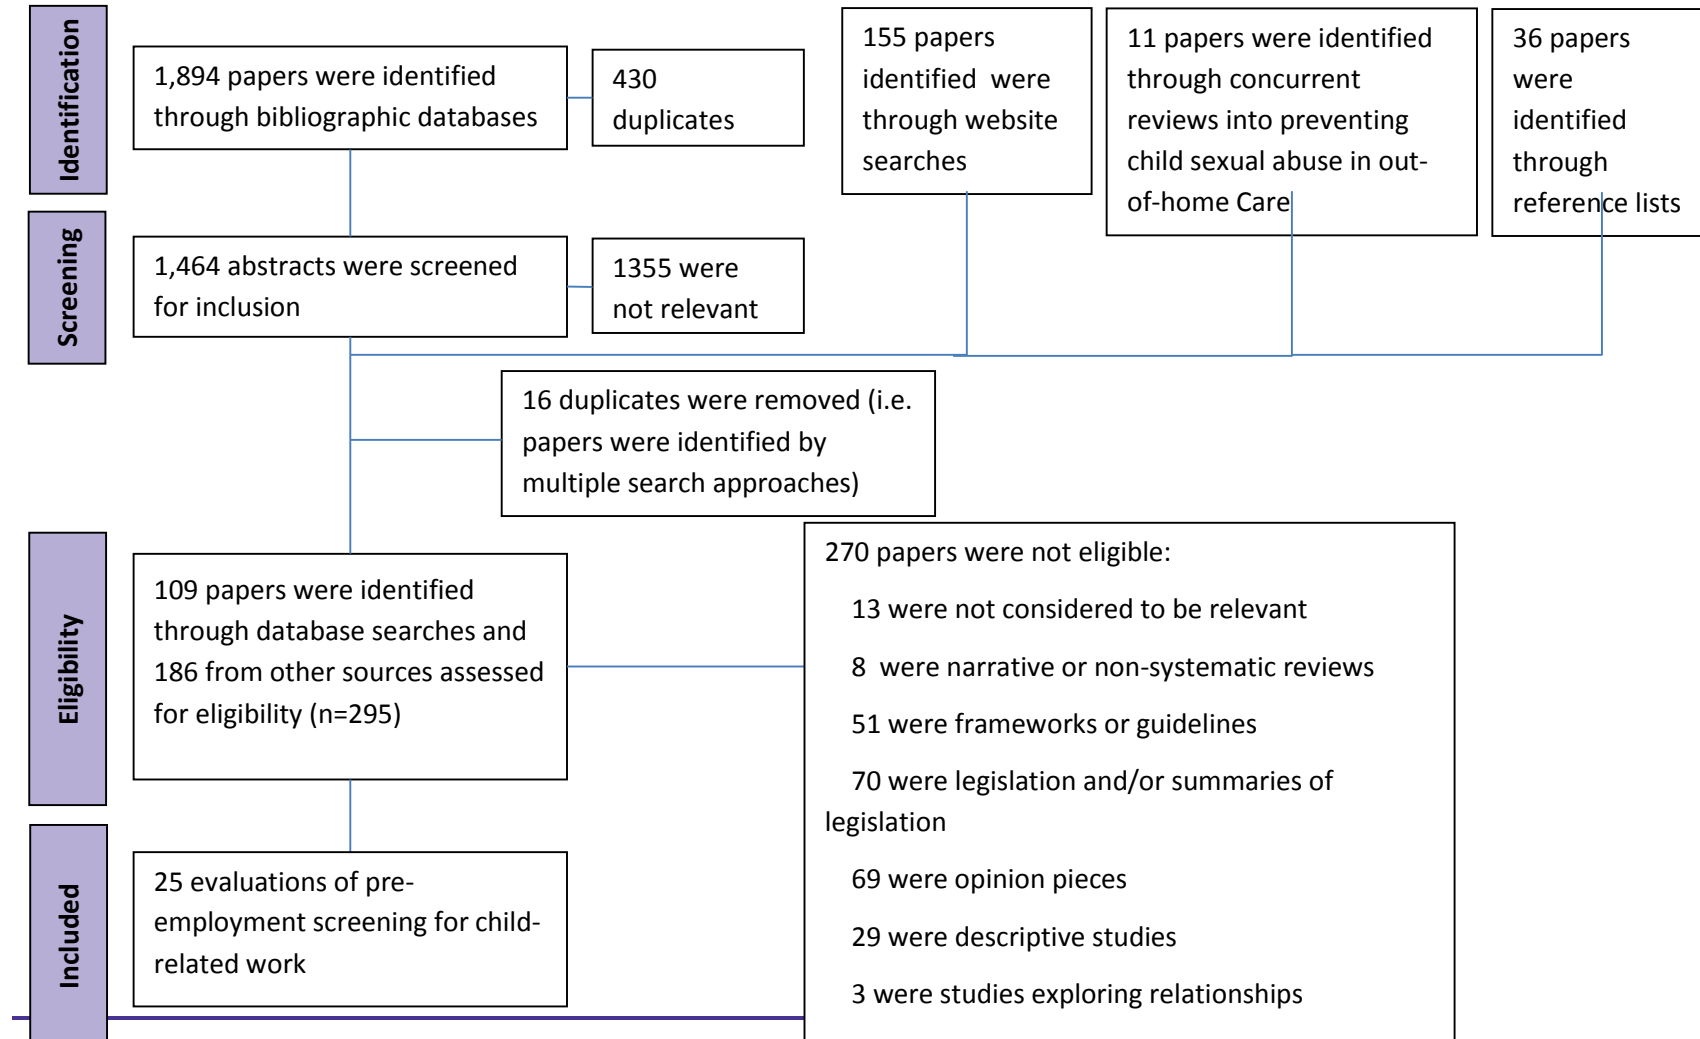 Identification
1,894 papers were identified
through bibliographic databases
430
duplicates
155 papers
identified  were
through website
searches
11 papers were identified
through concurrent
reviews into preventing
child sexual abuse in out-
of-home Care
36 papers
were
identified
through
reference lists
Screening
1,464 abstracts were screened
for inclusion
1355 were
not relevant
16 duplicates were removed (i.e.
papers were identified by
multiple search approaches)
Eligibility
109 papers were identified
through database searches and
186 from other sources assessed
for eligibility (n=295)
270 papers were not eligible:
13 were not considered to be relevant
8  were narrative or non-systematic reviews
51 were frameworks or guidelines
70 were legislation and/or summaries of
legislation
69 were opinion pieces
29 were descriptive studies
3 were studies exploring relationships
Included
25 evaluations of pre-
employment screening for child-
related work